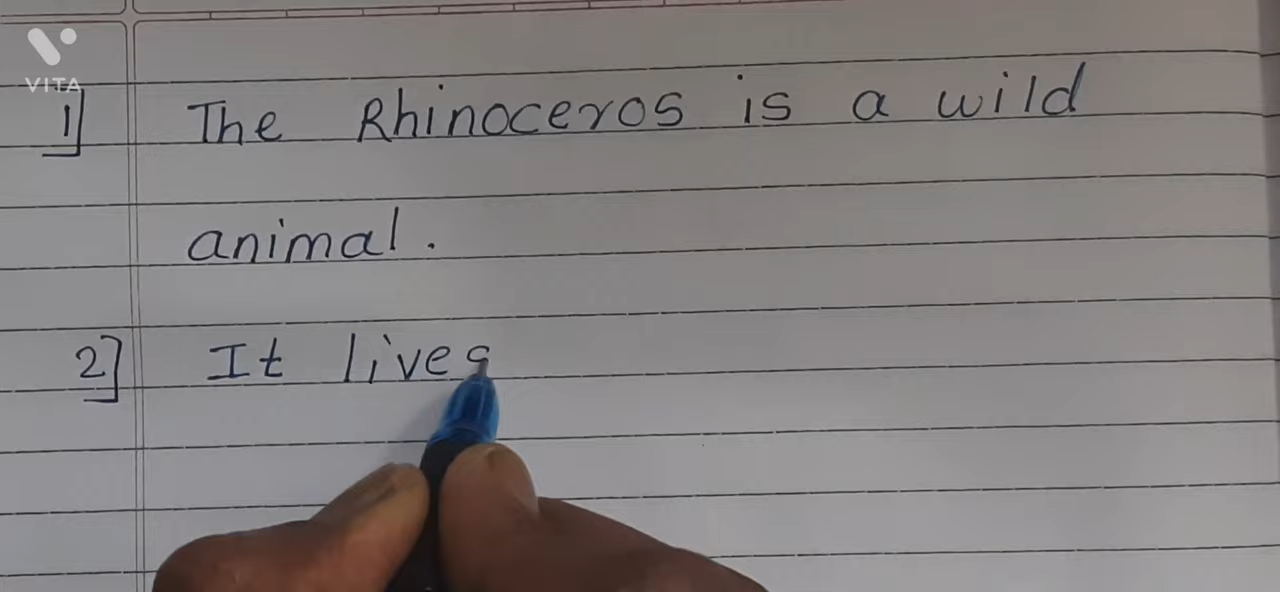 VITA
1] The Rhinoceros is a wild
animal.
2] It lives